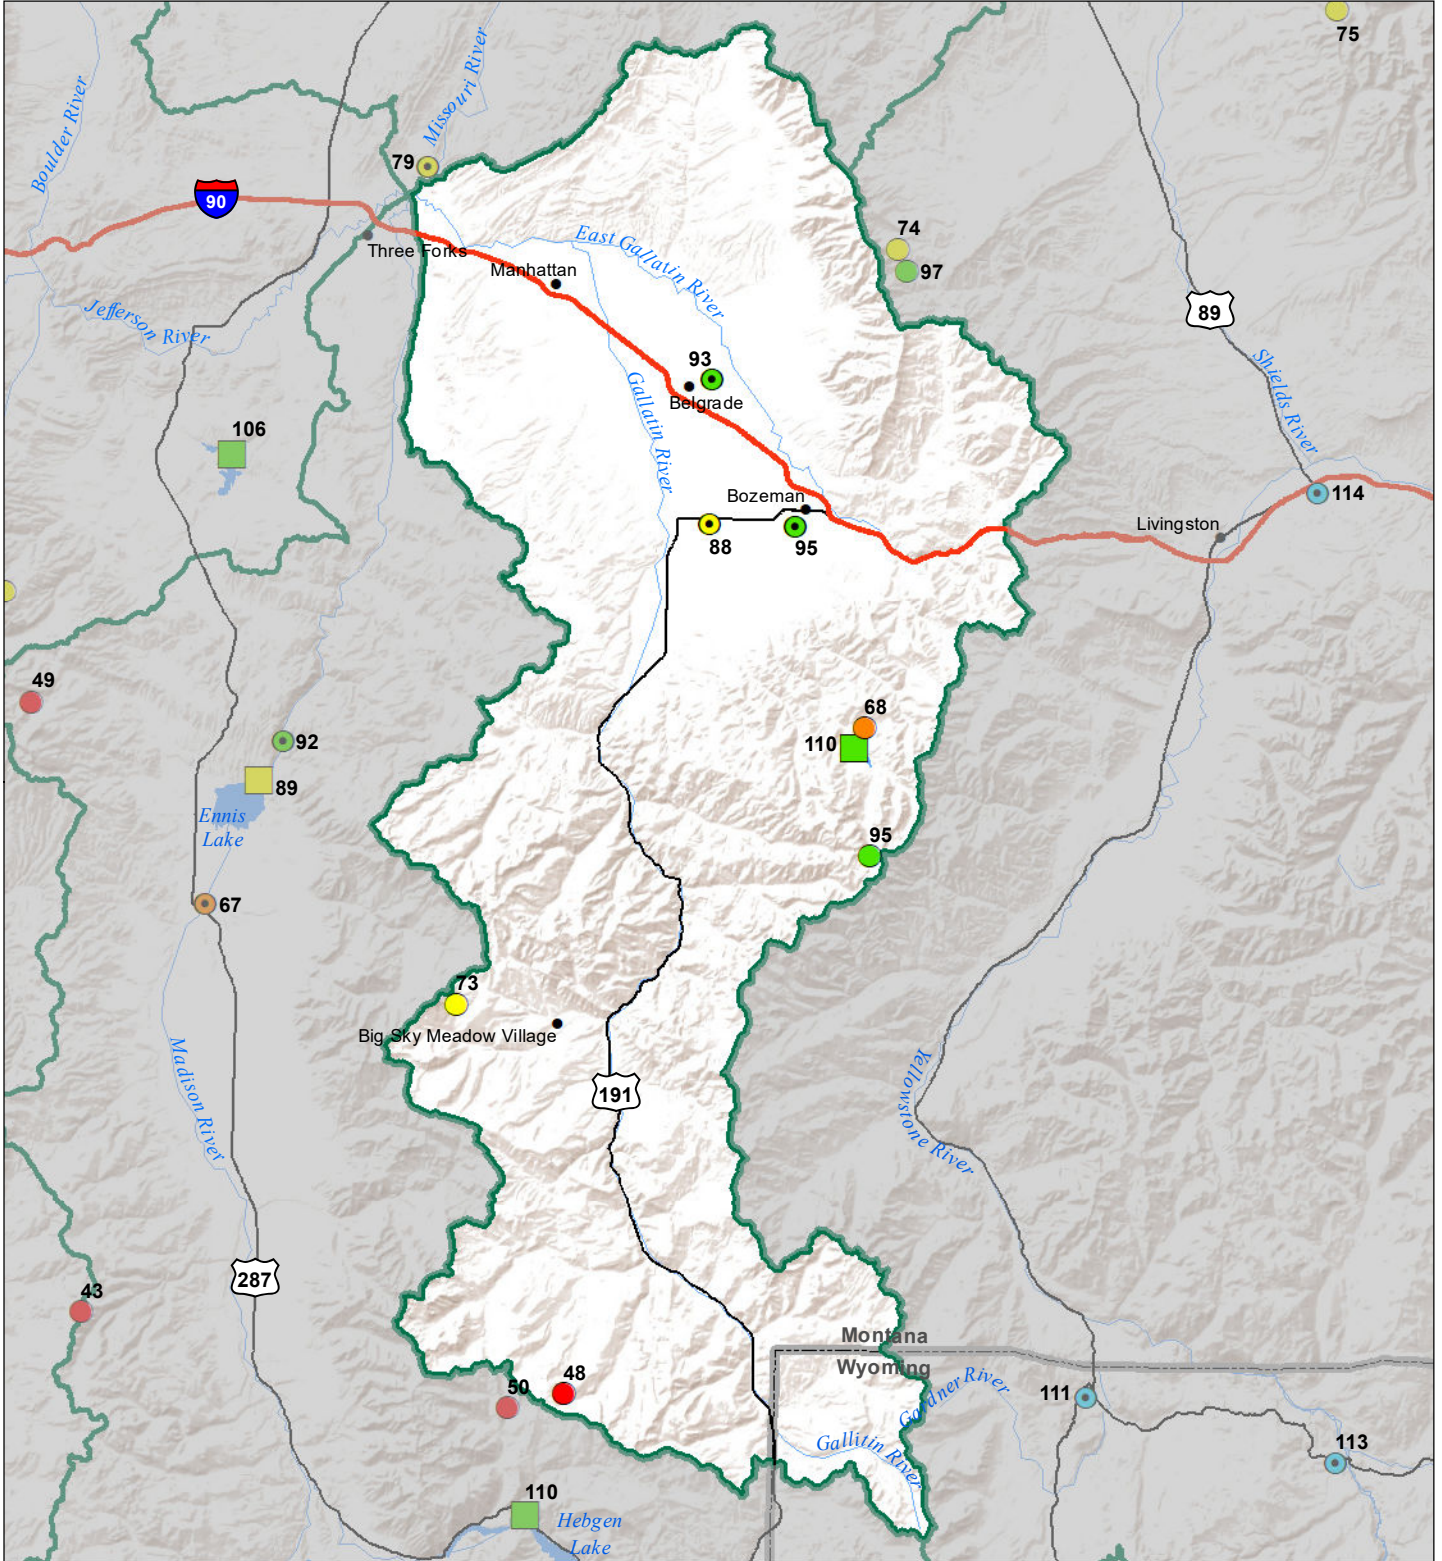 75
Missouri River
Boulder River
79
90
74
East Gallatin River
Three Forks
97
Manhattan
Jefferson River
89
93
Shields River
Gallatin River
Belgrade
106
Bozeman
114
Livingston
88
95
49
68
92
110
89
Ennis
Lake
95
67
73
Big Sky Meadow Village
Madison River
191
Yellowstone River
287
43
Montana
Wyoming
48
50
Gardner River
111
Gallitin River
113
110
Hebgen
Lake